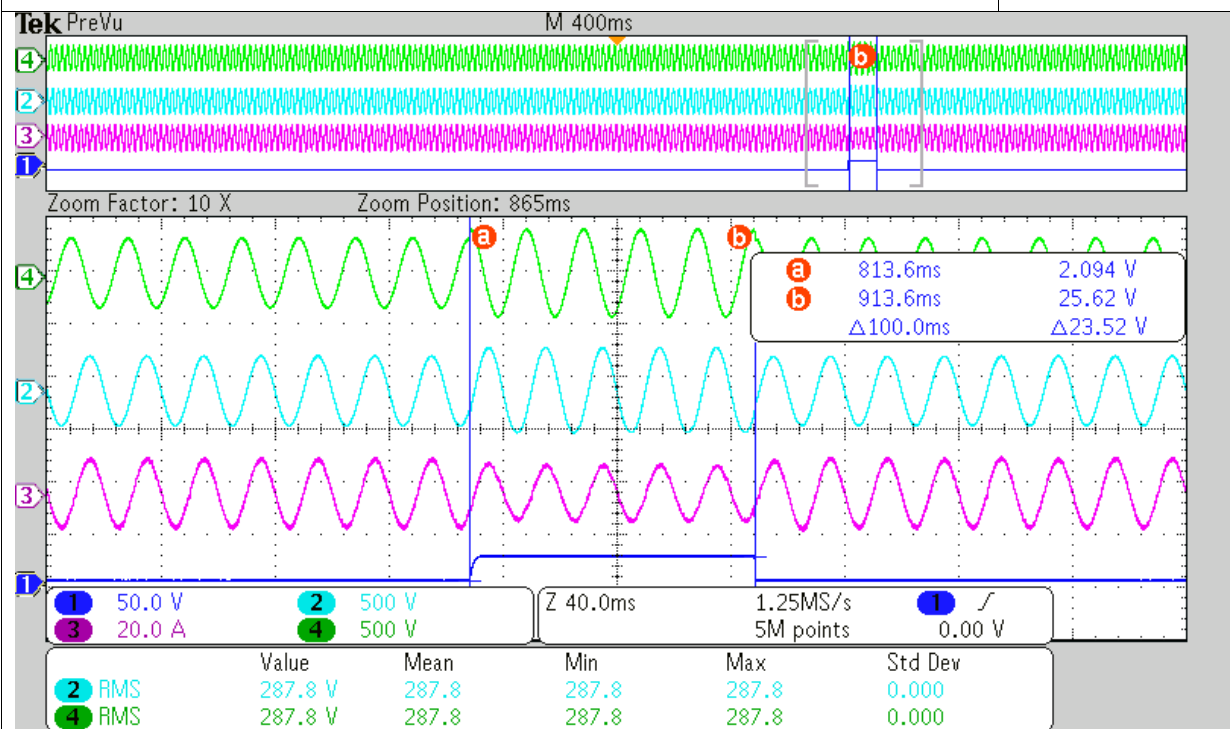 Tek PreVu M 400ms
4
b
2
3
1
Zoom Factor: 10 X Zoom Position: 865ms
a b
4
a 813.6ms 2.094 V
b 913.6ms 25.62 V
△100.0ms △23.52 V
2
3
1
1 50.0 V 2 500 V Z 40.0ms 1.25MS/s 1 ∫
3 20.0 A 4 500 V 5M points 0.00 V
Value Mean Min Max Std Dev
2 RMS 287.8 V 287.8 287.8 287.8 0.000
4 RMS 287.8 V 287.8 287.8 287.8 0.000